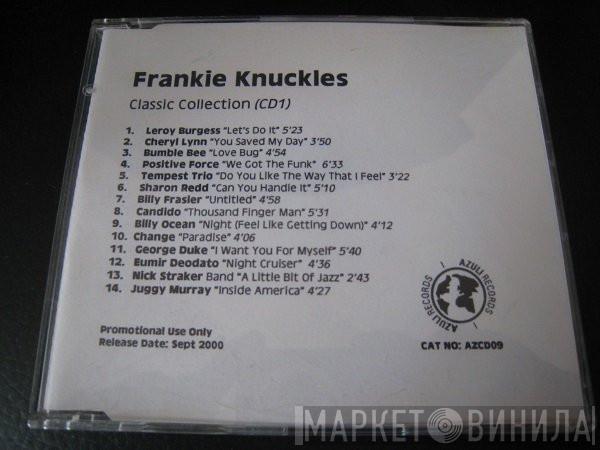 Frankie Knuckles
Classic Collection (CD1)
1. Leroy Burgess "Let's Do It" 5'23
2. Cheryl Lynn "You Saved My Day" 3'50
3. Bumble Bee "Love Bug" 4'54
4. Positive Force "We Got The Funk" 6'33
5. Tempest Trio "Do You Like The Way That I Feel" 3'22
6. Sharon Redd "Can You Handle It" 5'10
7. Billy Frasier "Untitled" 4'58
8. Candido "Thousand Finger Man" 5'31
9. Billy Ocean "Night (Feel Like Getting Down)" 4'12
10. Change "Paradise" 4'06
11. George Duke "I Want You For Myself" 5'40
12. Eumir Deodato "Night Cruiser" 4'36
13. Nick Straker Band "A Little Bit Of Jazz" 2'43
14. Juggy Murray "Inside America" 4'27
AZULI RECORDS
AZULI RECORDS
Promotional Use Only
Release Date: Sept 2000
CAT NO: AZCD09
МАРКЕТ ВИНИЛА